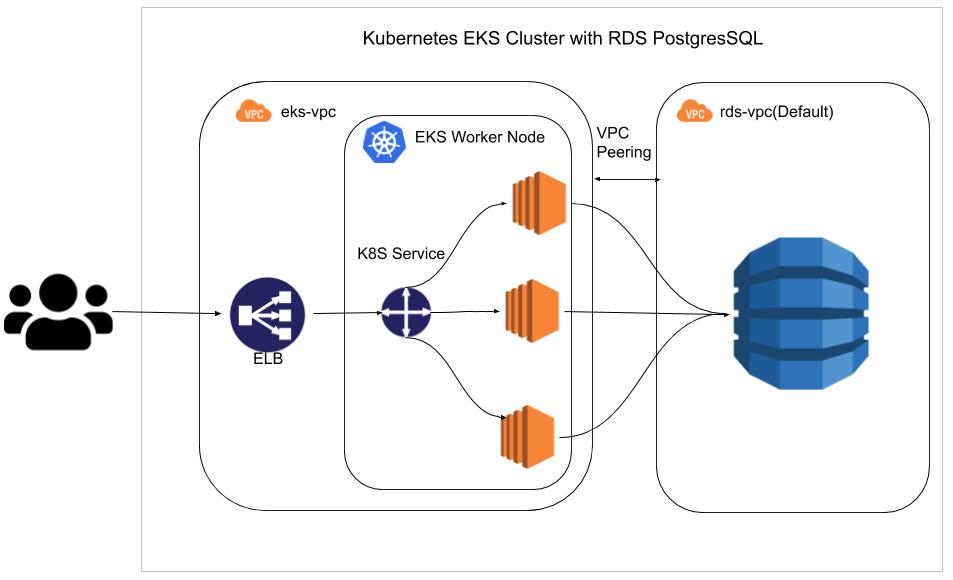 Kubernetes EKS Cluster with RDS PostgresSQL
VPC
eks-vpc
VPC
rds-vpc(Default)
EKS Worker Node
VPC
Peering
K8S Service
ELB